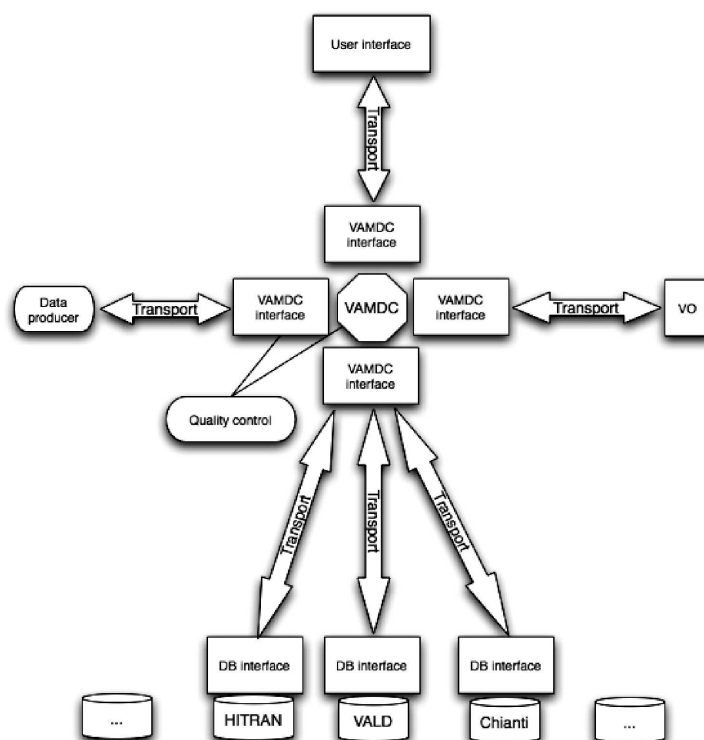 User interface
Transport
VAMDC
interface
Data
producer
Transport
VAMDC
interface
VAMDC
VAMDC
interface
Transport
VO
VAMDC
interface
Quality control
Transport
Transport
Transport
DB interface
DB interface
DB interface
...
HITRAN
VALD
Chianti
...